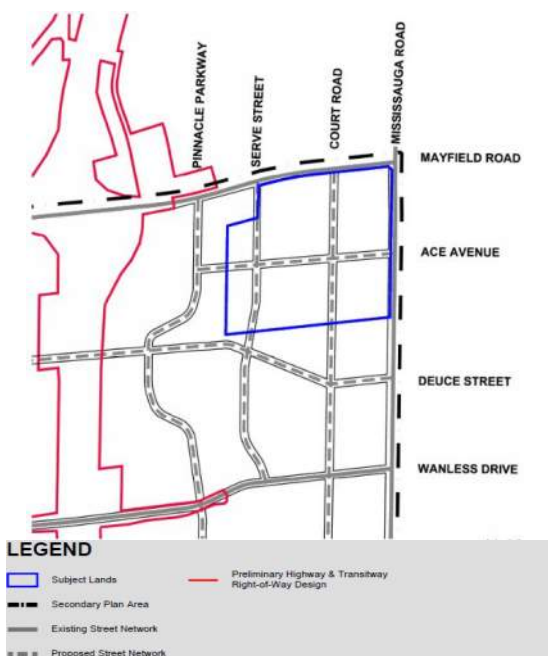 PINNACLE PARKWAY
SERVE STREET
COURT ROAD
MISSISSAUGA ROAD
MAYFIELD ROAD
ACE AVENUE
DEUCE STREET
WANLESS DRIVE
LEGEND
Subject Lands
Preliminary Highway & Transitway
Right-of-Way Design
Secondary Plan Area
Existing Street Network
Proposed Street Network